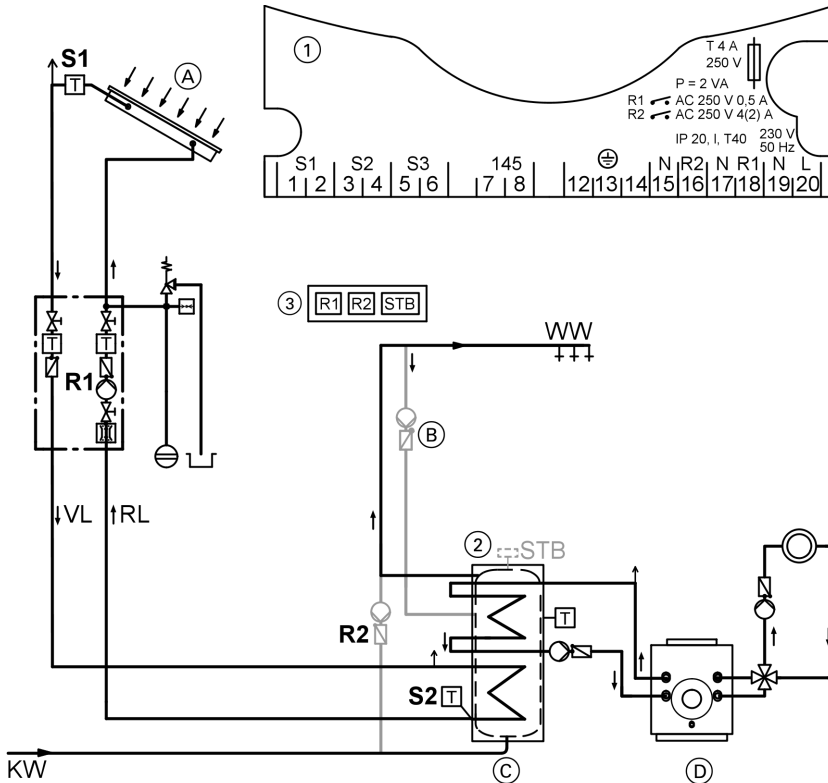 S1
T
A
1
T 4 A
250 V
P = 2 VA
R1 AC 250 V 0,5 A
R2 AC 250 V 4(2) A
IP 20, I, T40 230 V
50 Hz
S1 S2 S3 145 N R2 N R1 N L
1 2 3 4 5 6 7 8 12 13 14 15 16 17 18 19 20
3 R1 R2 STB
WW
T T
R1
B
VL RL
2 STB
R2
T
S2 T
KW
C
D